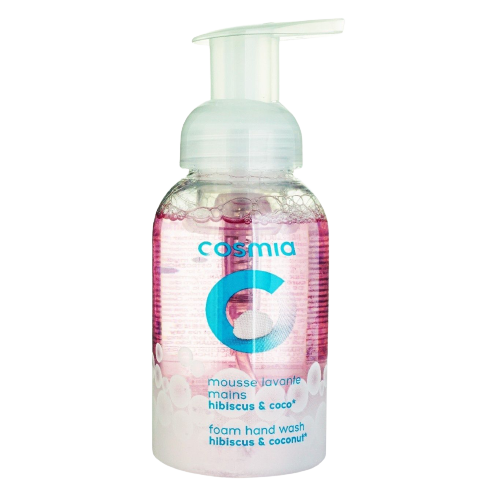 cosmia
mousse lavante
mains
hibiscus & coco*
foam hand wash
hibiscus & coconut*